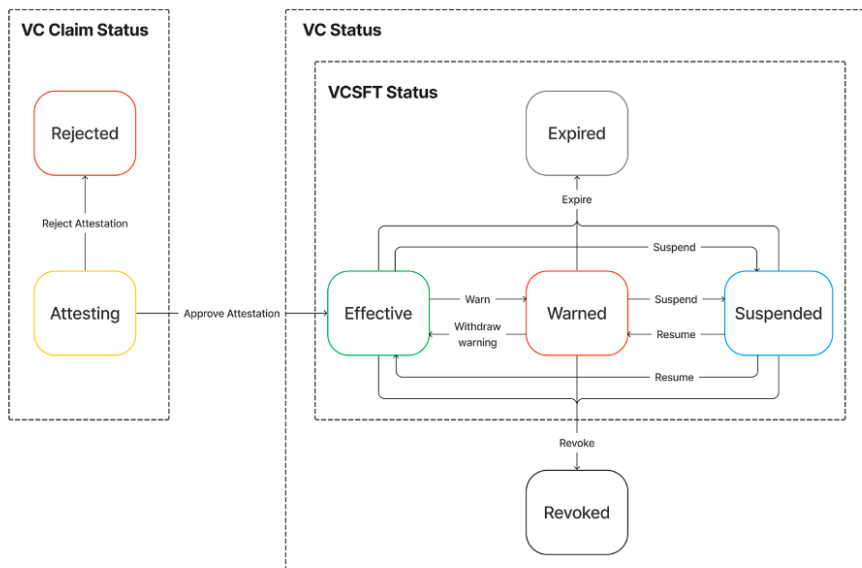 VC Claim Status
VC Status
VCSFT Status
Rejected
Expired
Reject Attestation
Expire
Suspend
Attesting
Approve Attestation
Effective
Warn
Withdraw
warning
Warned
Suspend
Resume
Suspended
Resume
Revoke
Revoked